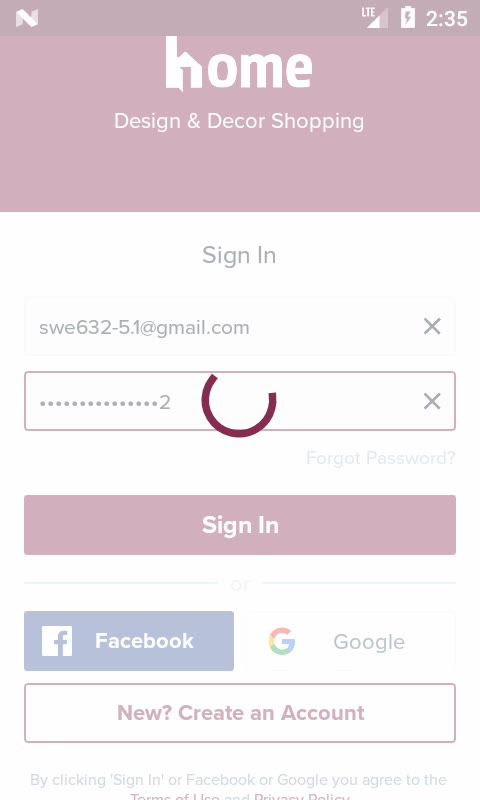 LTE 2:35
home
Design & Decor Shopping
Sign In
swe632-5.1@gmail.com
•••••••••••••••2
Forgot Password?
Sign In
or
Facebook
Google
New? Create an Account
By clicking 'Sign In' or Facebook or Google you agree to the
Terms of Use and Privacy Policy